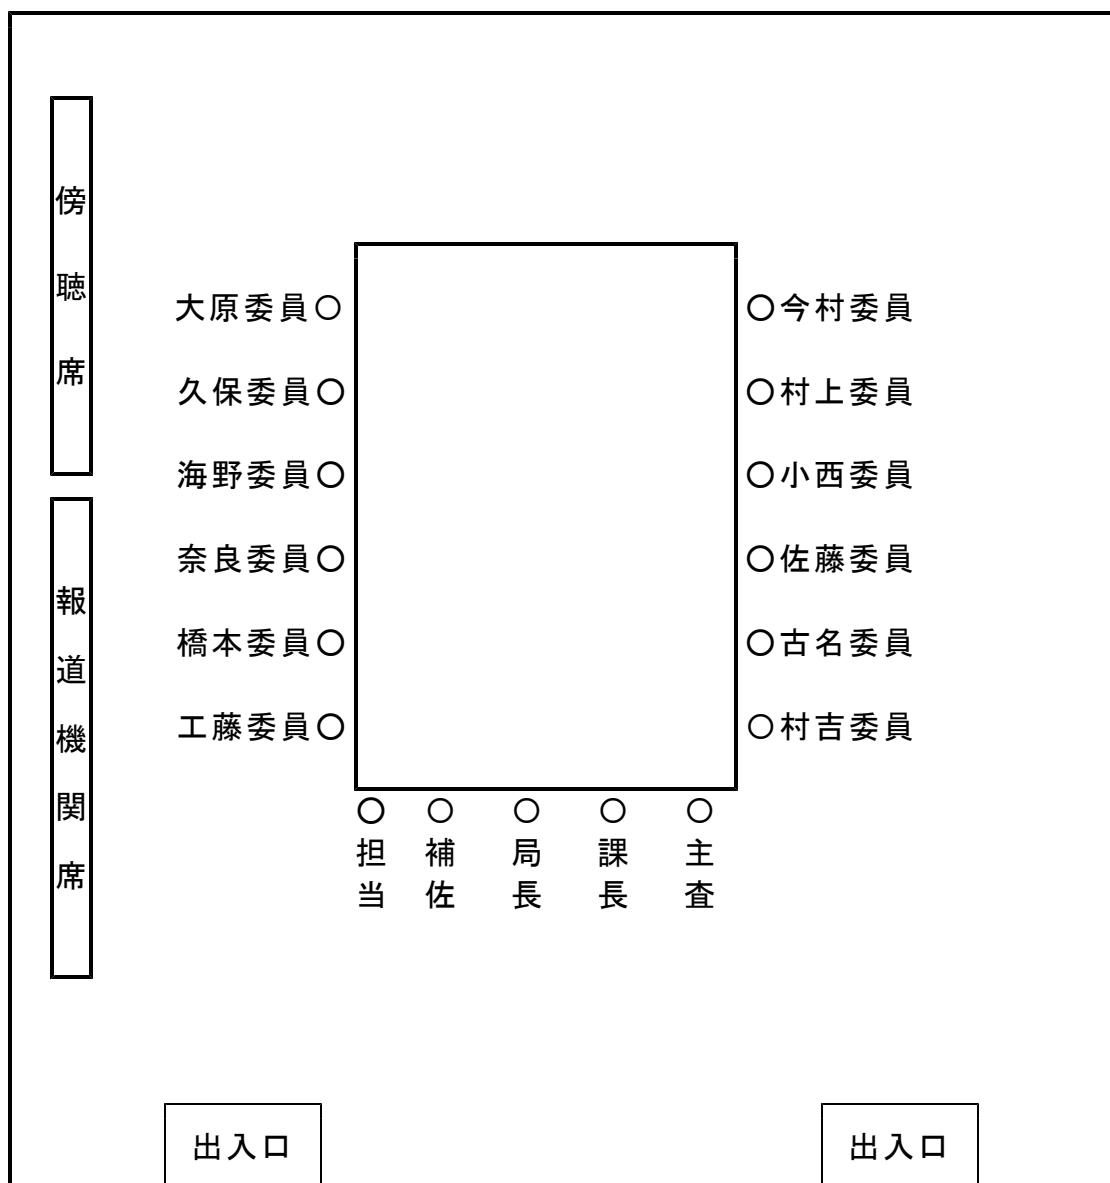 傍聴席
報道機関席
大原委員○
久保委員○
海野委員○
奈良委員○
橋本委員○
工藤委員○
○今村委員
○村上委員
○小西委員
○佐藤委員
○古名委員
○村吉委員
○担当
○補佐
○局長
○課長
○主査
出入口
出入口